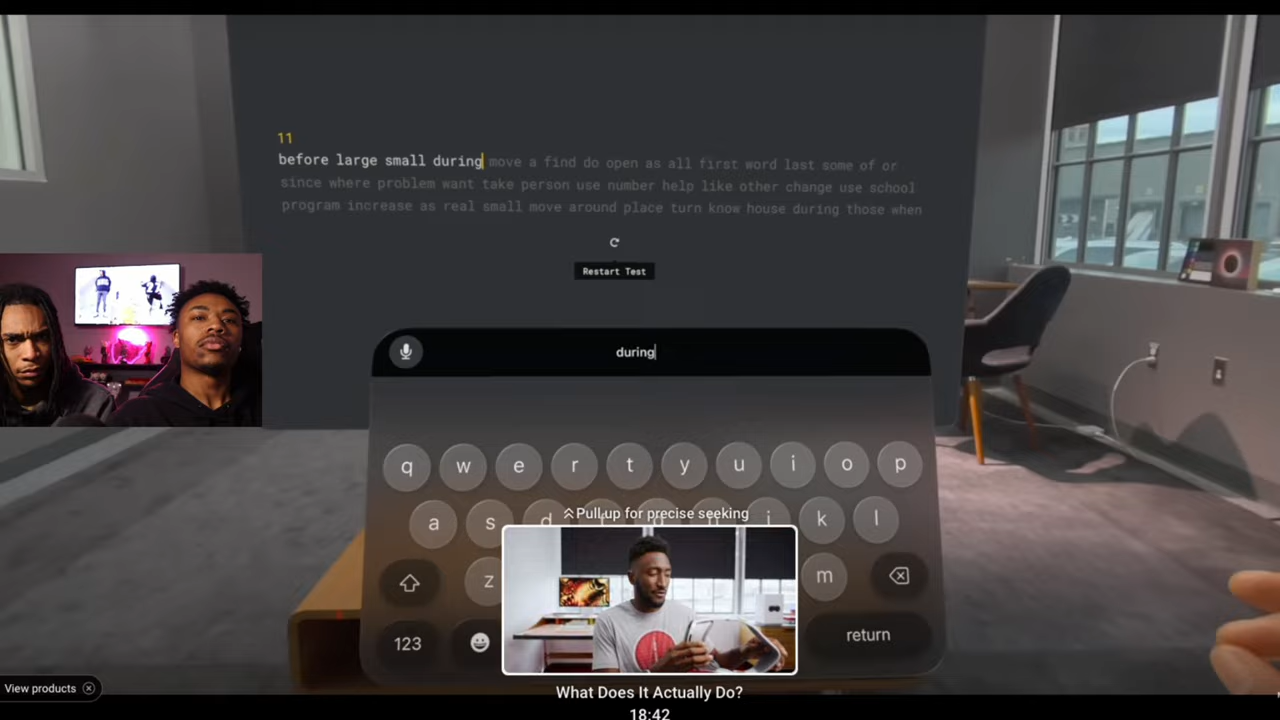 11
before large small during move a find do open as all first word last some of or
since where problem want take person use number help like other change use school
program increase as real small move around place turn know house during those when
Restart Test
during
q w e r t y u i o p
a s d k l
Pull up for precise seeking
z m
123 return
View products
What Does It Actually Do?
18:42